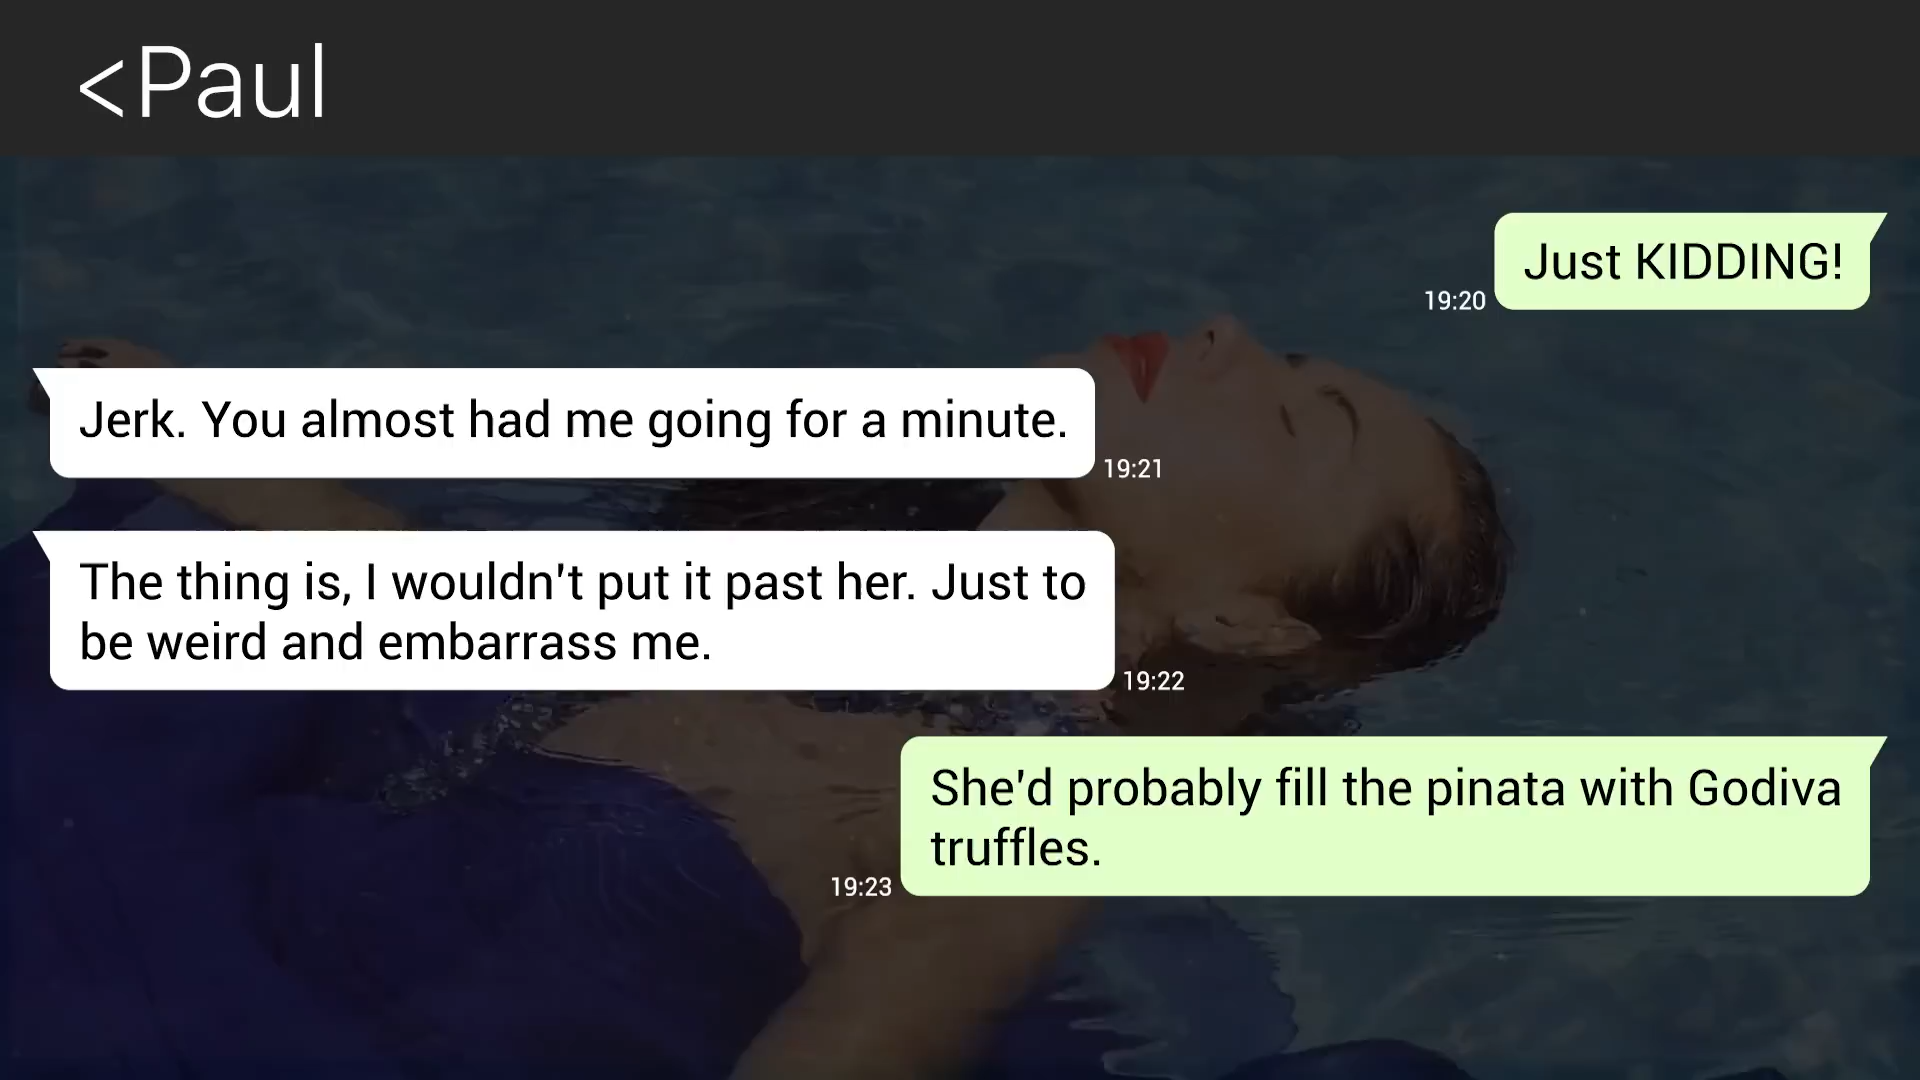 <Paul
Just KIDDING!
19:20
Jerk. You almost had me going for a minute.
19:21
The thing is, I wouldn't put it past her. Just to
be weird and embarrass me.
19:22
She'd probably fill the pinata with Godiva
truffles.
19:23